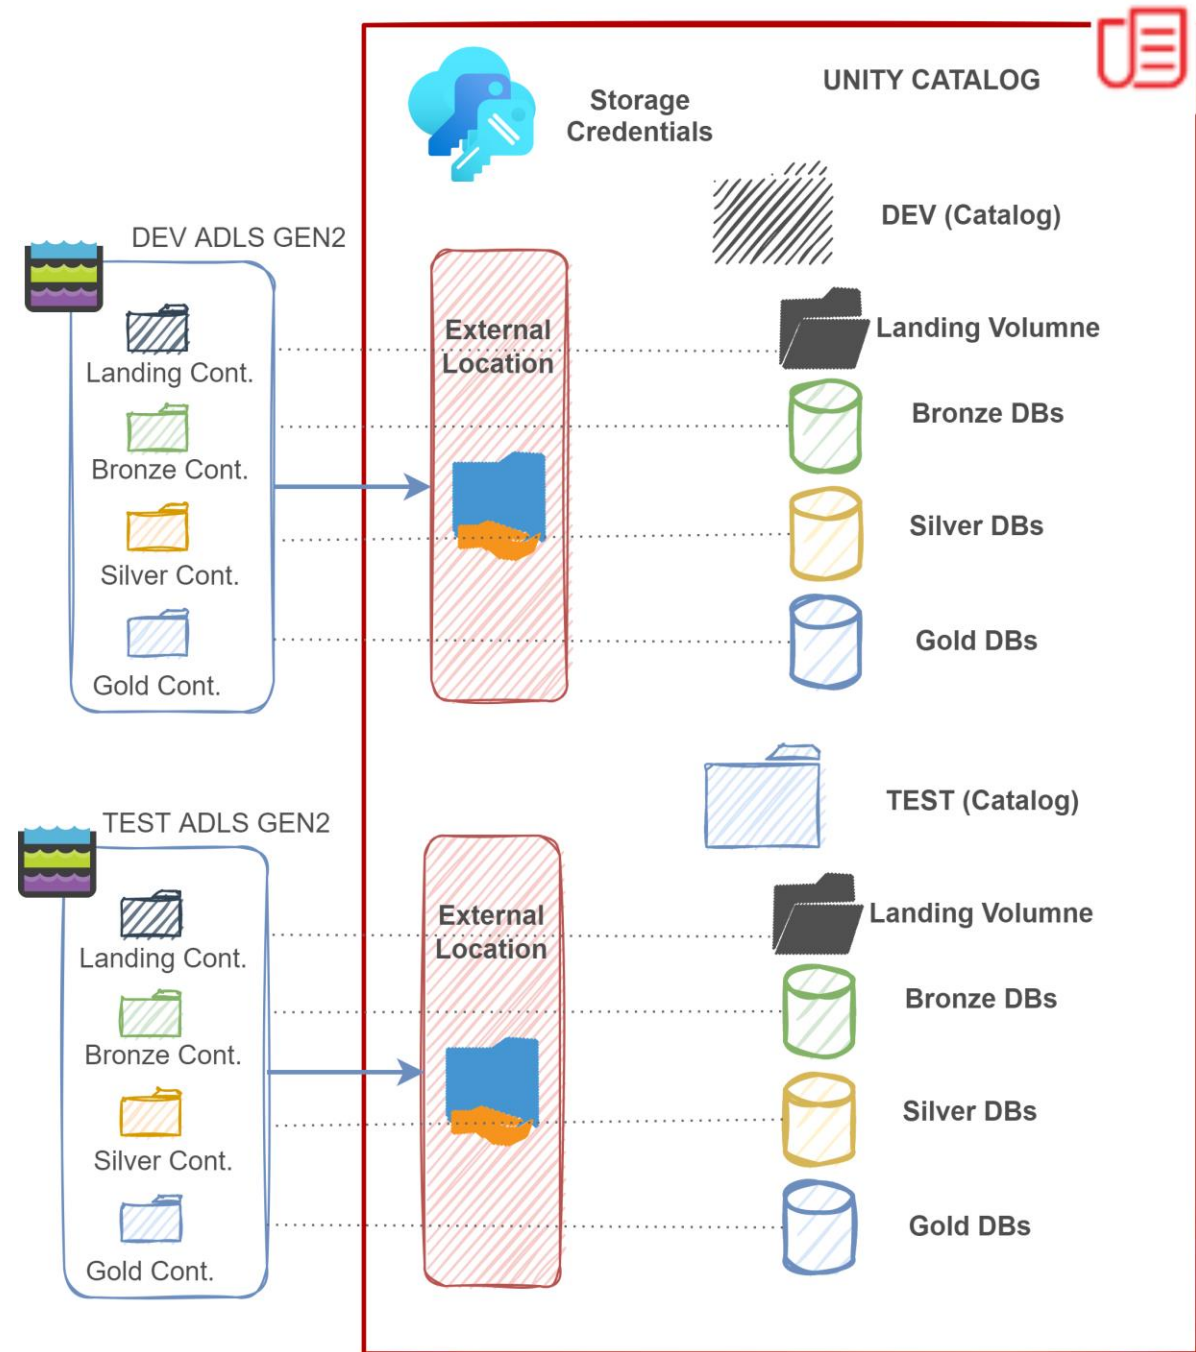 UNITY CATALOG
Storage
Credentials
DEV (Catalog)
DEV ADLS GEN2
Landing Cont.
Bronze Cont.
Silver Cont.
Gold Cont.
External
Location
Landing Volumne
Bronze DBs
Silver DBs
Gold DBs
TEST (Catalog)
TEST ADLS GEN2
Landing Cont.
Bronze Cont.
Silver Cont.
Gold Cont.
External
Location
Landing Volumne
Bronze DBs
Silver DBs
Gold DBs